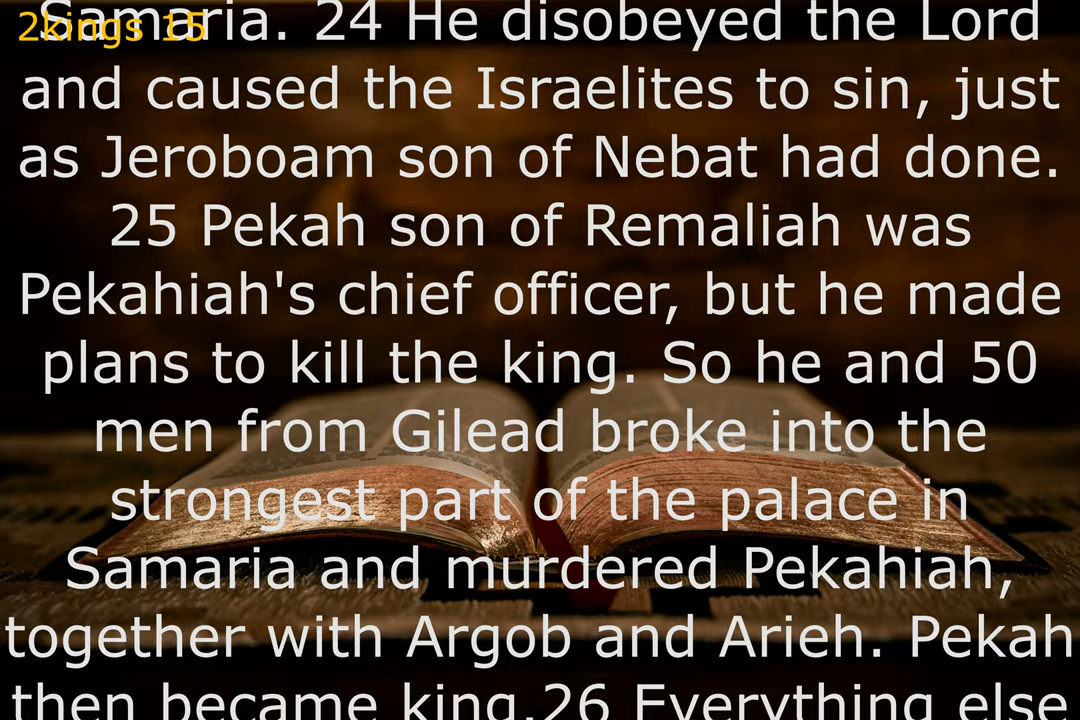 2kings 15
Samaria. 24 He disobeyed the Lord
and caused the Israelites to sin, just
as Jeroboam son of Nebat had done.
25 Pekah son of Remaliah was
Pekahiah's chief officer, but he made
plans to kill the king. So he and 50
men from Gilead broke into the
strongest part of the palace in
Samaria and murdered Pekahiah,
together with Argob and Arieh. Pekah
then became king.26 Everything else